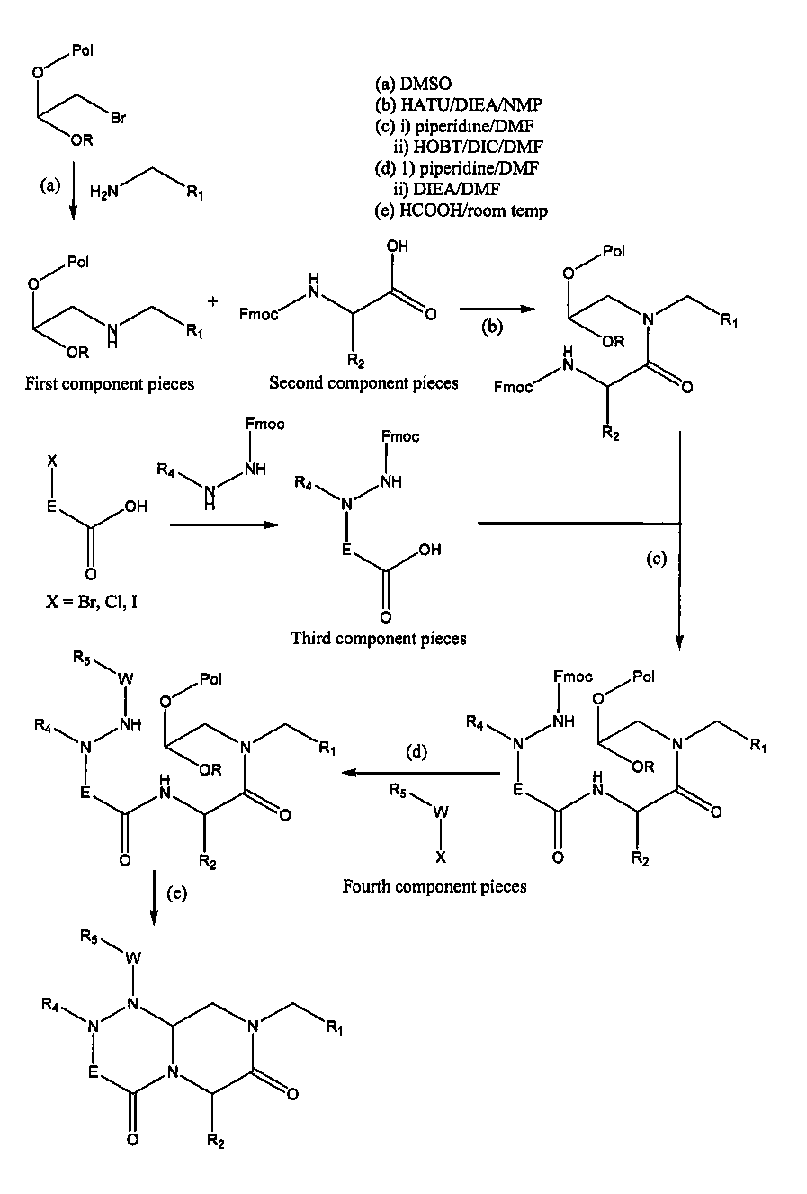 Pol
O
Br
OR
(a)
H₂N
R₁
(a) DMSO
(b) HATU/DIEA/NMP
(c) i) piperidine/DMF
ii) HOBT/DIC/DMF
(d) 1) piperidine/DMF
ii) DIEA/DMF
(e) HCOOH/room temp
Pol
O
N
H
R₁
OR
First component pieces
+
OH
H
N
Fmoc
O
R₂
Second component pieces
(b)
Pol
O
N
R₁
OR
H
N
Fmoc
O
R₂
X
E
OH
O
X = Br, Cl, I
Fmoc
R₄
NH
N
H
Fmoc
R₄
NH
N
E
OH
O
Third component pieces
(c)
R₅
W
Pol
O
R₄
NH
N
N
R₁
OR
E
H
N
O
O
R₂
(d)
R₅
W
X
Fourth component pieces
Fmoc
Pol
O
R₄
NH
N
N
R₁
OR
E
H
N
O
O
R₂
(e)
R₅
W
R₄
N
N
N
R₁
E
N
O
O
R₂